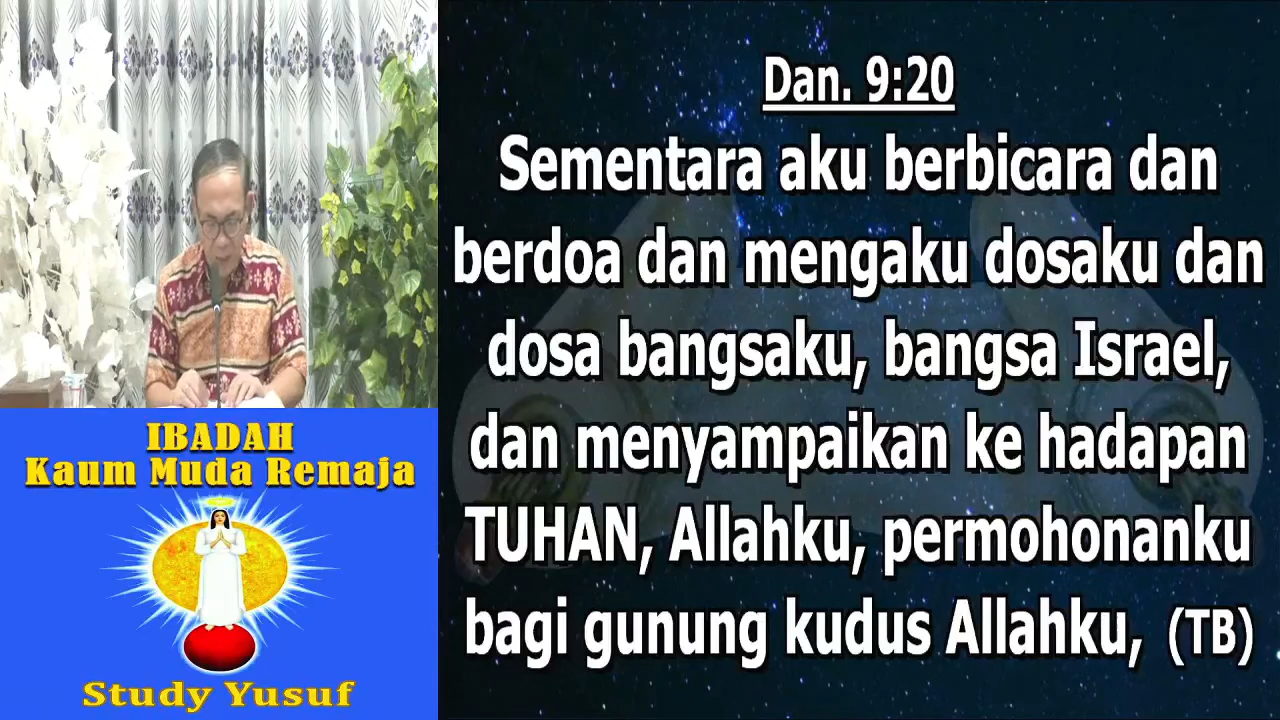 Dan. 9:20
Sementara aku berbicara dan
berdoa dan mengaku dosaku dan
dosa bangsaku, bangsa Israel,
dan menyampaikan ke hadapan
TUHAN, Allahku, permohonanku
bagi gunung kudus Allahku, (TB)
IBADAH
Kaum Muda Remaja
Study Yusuf